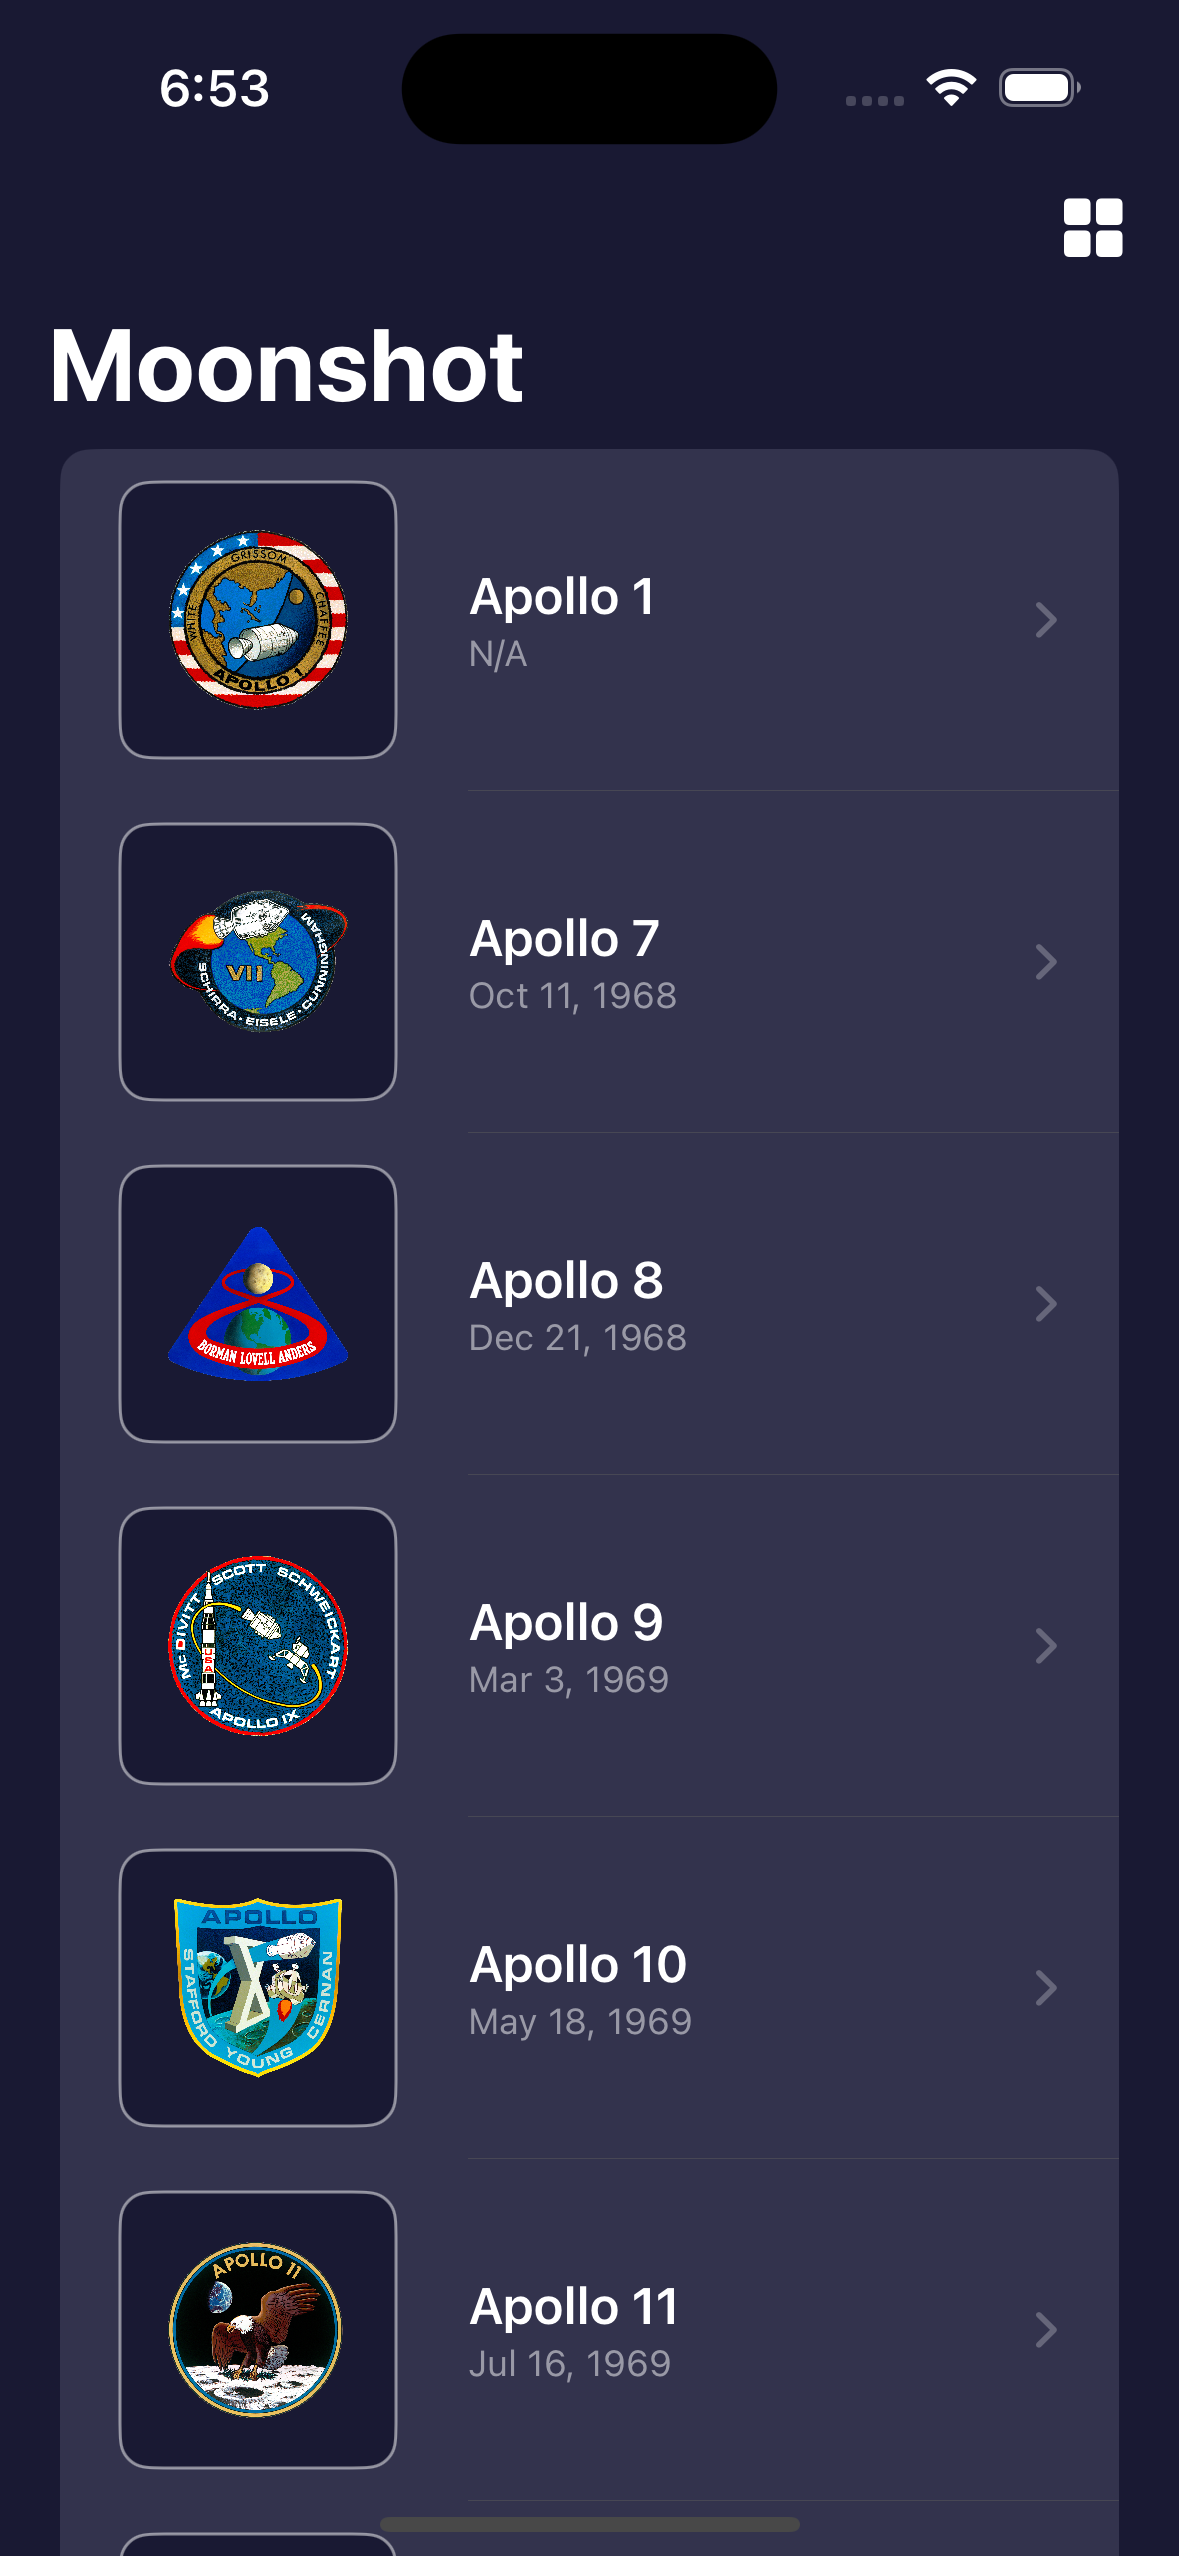 6:53
Moonshot
GRISSOM
WHITE
CHAFFEE
APOLLO 1
Apollo 1
N/A
VII
SCHIRRA • EISELE • CUNNINGHAM
Apollo 7
Oct 11, 1968
BORMAN LOVELL ANDERS
Apollo 8
Dec 21, 1968
McDIVITT SCOTT SCHWEICKART
USA
APOLLO IX
Apollo 9
Mar 3, 1969
APOLLO
X
STAFFORD YOUNG CERNAN
Apollo 10
May 18, 1969
APOLLO 11
Apollo 11
Jul 16, 1969